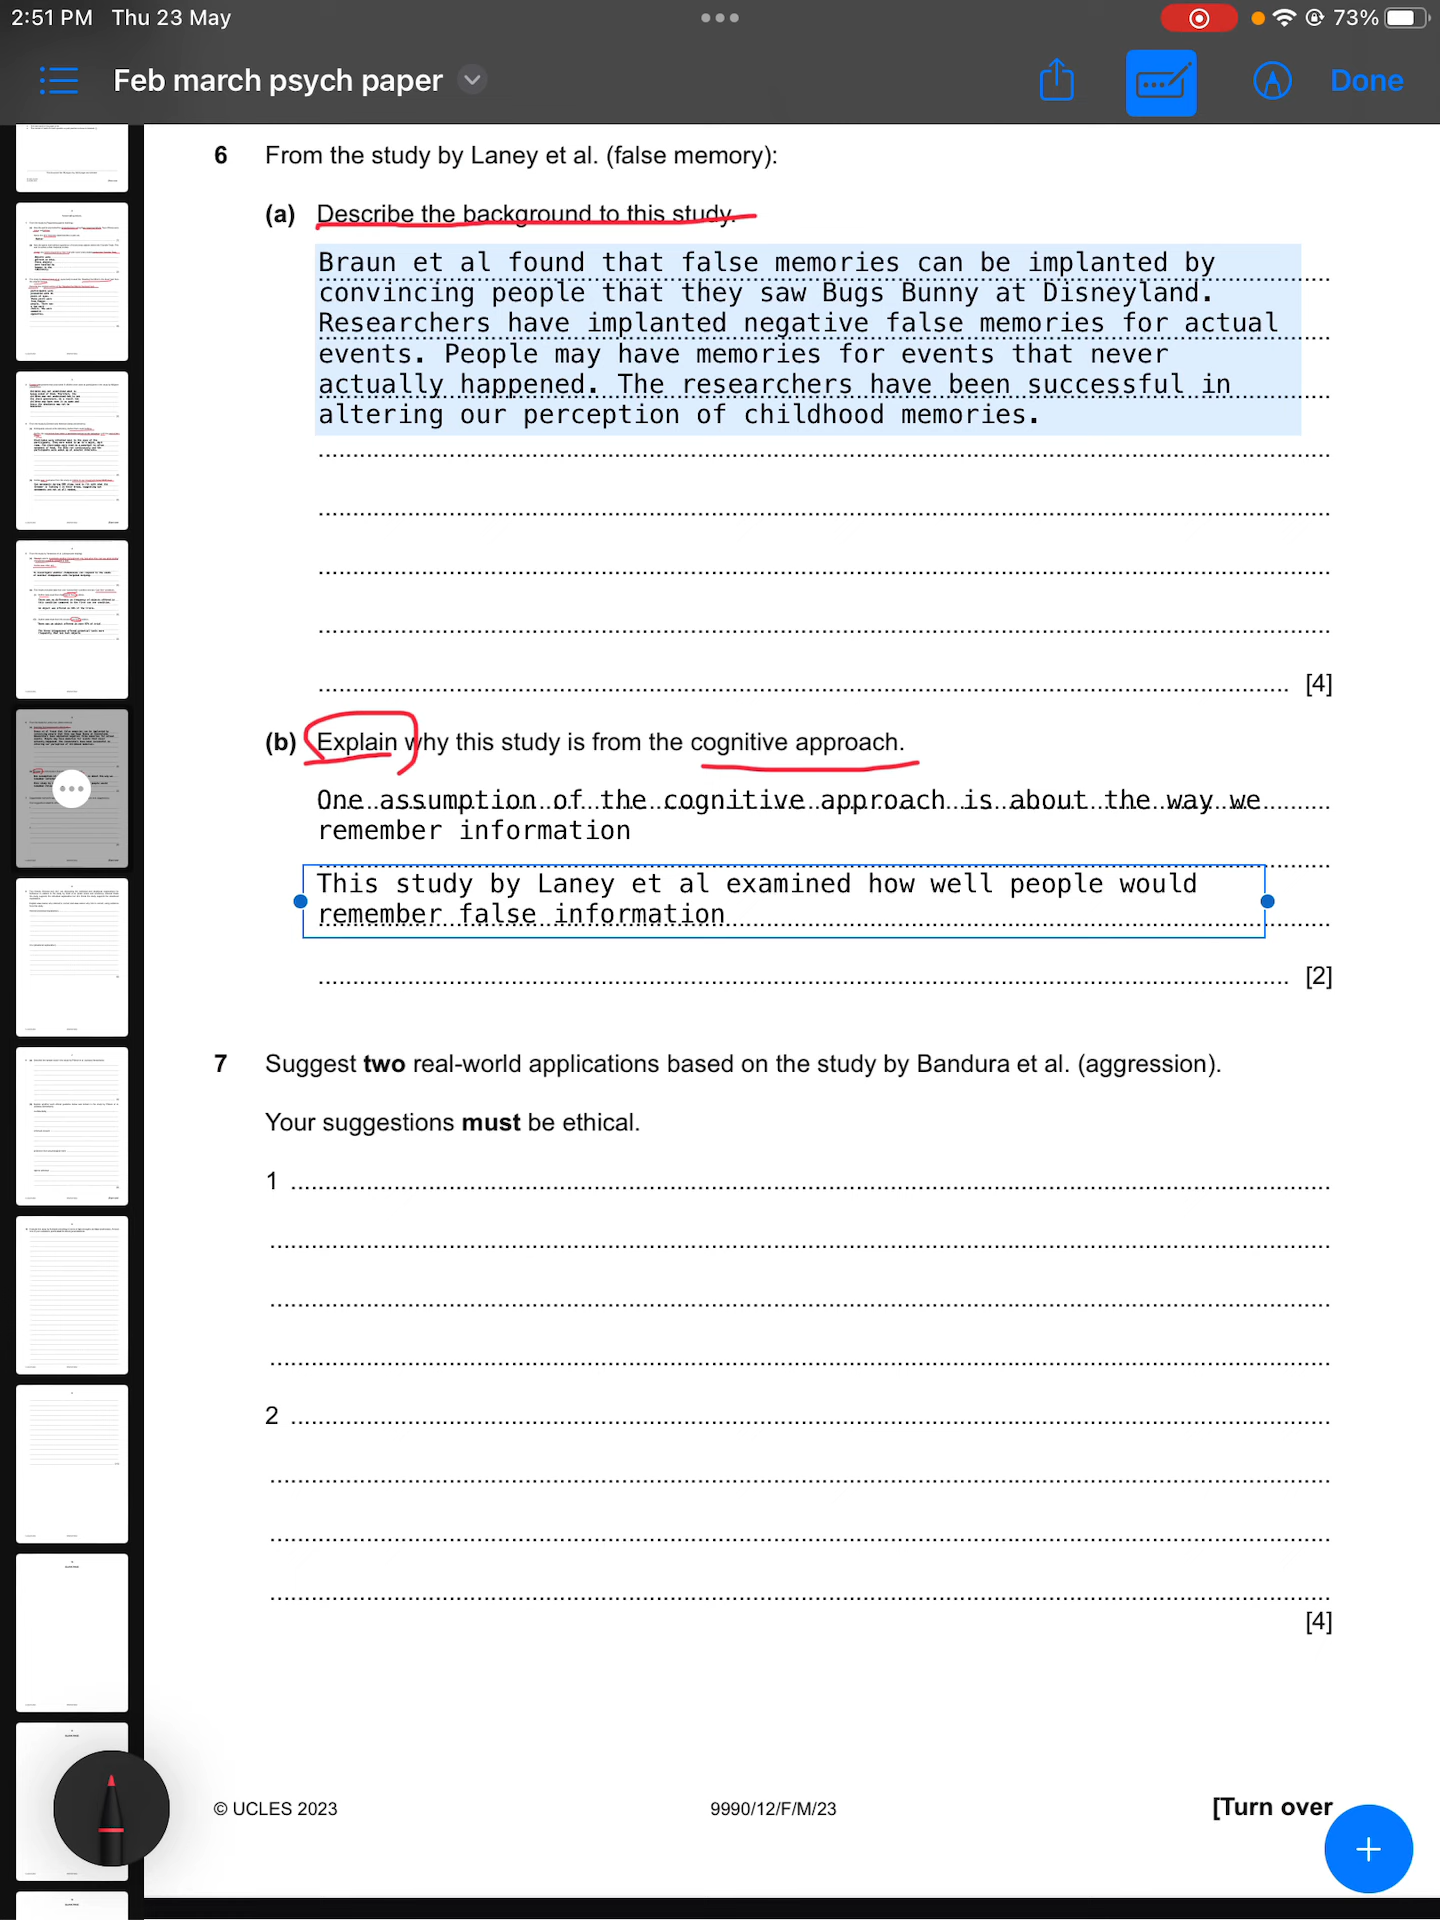 2:51 PM Thu 23 May
73%
Feb march psych paper
Done
6 From the study by Laney et al. (false memory):
(a) Describe the background to this study.
Braun et al found that false memories can be implanted by
convincing people that they saw Bugs Bunny at Disneyland.
Researchers have implanted negative false memories for actual
events. People may have memories for events that never
actually happened. The researchers have been successful in
altering our perception of childhood memories.
[4]
(b) Explain why this study is from the cognitive approach.
One assumption of the cognitive approach is about the way we
remember information
This study by Laney et al examined how well people would
remember false information
[2]
7 Suggest two real-world applications based on the study by Bandura et al. (aggression).
Your suggestions must be ethical.
1
2
[4]
© UCLES 2023
9990/12/F/M/23
[Turn over